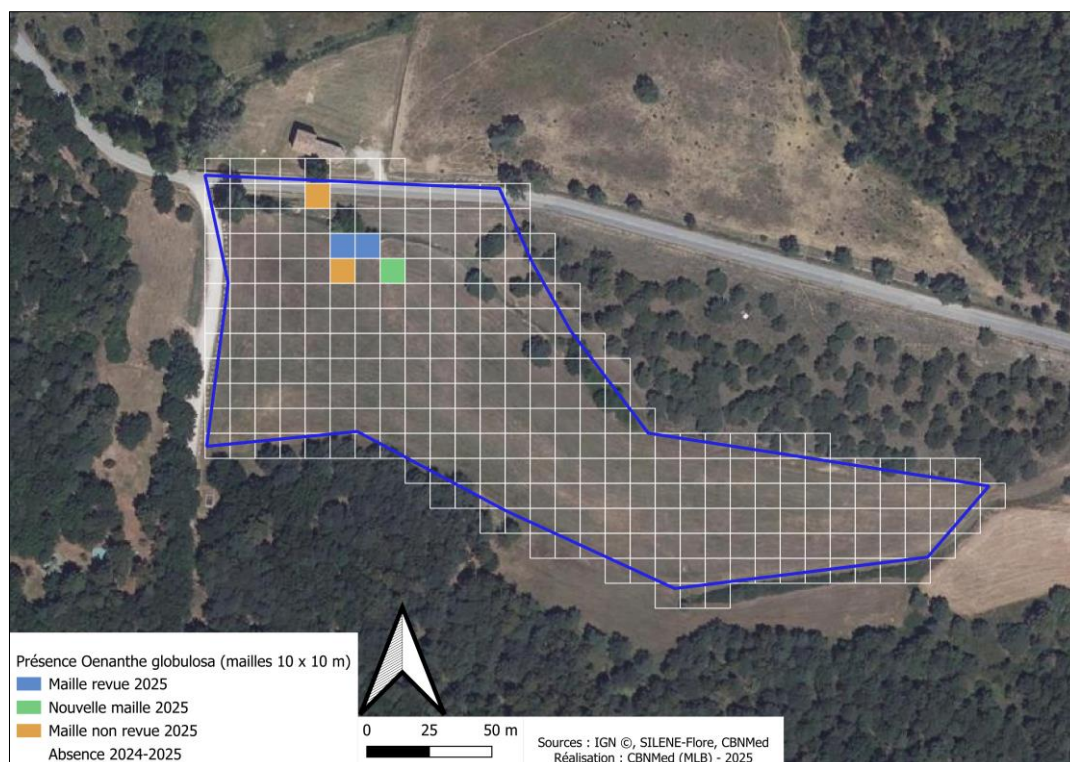 Présence Oenanthe globulosa (mailles 10 x 10 m)
Maille revue 2025
Nouvelle maille 2025
Maille non revue 2025
Absence 2024-2025
0 25 50 m
Sources : IGN ©, SILENE-Flore, CBNMed
Réalisation : CBNMed (MLB) - 2025